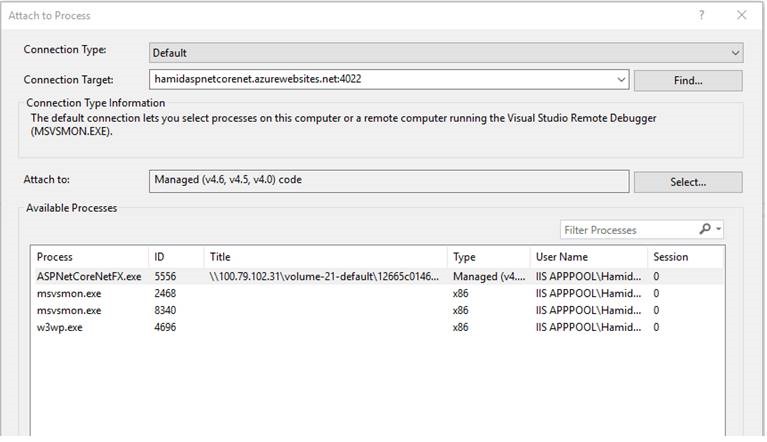 Attach to Process
Connection Type: Default
Connection Target: hamidaspnetcorenet.azurewebsites.net:4022 Find...
Connection Type Information
The default connection lets you select processes on this computer or a remote computer running the Visual Studio Remote Debugger
(MSVSMON.EXE).
Attach to: Managed (v4.6, v4.5, v4.0) code Select...
Available Processes
Filter Processes
Process ID Title Type User Name Session
ASPNetCoreNetFX.exe 5556 \\100.79.102.31\volume-21-default\12665c0146... Managed (v4.... IIS APPPOOL\Hamid... 0
msvsmon.exe 2468 x86 IIS APPPOOL\Hamid... 0
msvsmon.exe 8340 x86 IIS APPPOOL\Hamid... 0
w3wp.exe 4696 x86 IIS APPPOOL\Hamid... 0